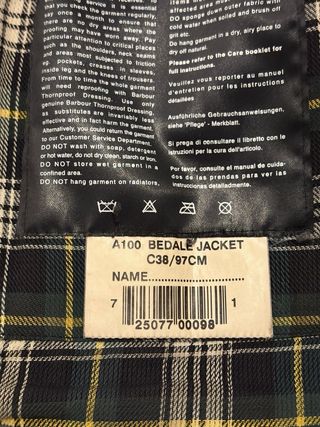 that you check your garment regularly,
say once a month to ensure that
there are no dry areas where the
proofing may have worn away. Pay
particular attention to critical places
such as the shoulders, neck seams
pockets, creases in sleeves,
inside leg and the knees of trousers.
From time to time the whole garment
will need reproofing with Barbour
Thornproof Dressing. Use only
genuine Barbour Thornproof Dressing,
as substitutes are invariably less
effective and in fact harm the garment.
Alternatively, you could return the garment
to our Customer Service Department.
DO NOT wash with soap, detergent
or hot water, do not dry clean, starch or iron.
DO NOT store wet garment in a
confined area.
DO NOT hang garment on radiators,
affected down outer fabric with
cold water when soiled and brush off
grit etc.
DO sponge
Do hang garment in a dry, airy place to
dry off natural.
Please refer to the Care booklet for
full instructions.
Veuillez vous reporter au manuel
d'entretien pour les instructions
détaillées
Ausführliche Gebrauchsanweisungen,
siehe 'Pflege' - Merkblatt.
Si prega di consultare il libretto con le
istruzioni per la cura dell'articolo.
Por favor, consulte el manual de cuida-
dos de las prendas para ver las
instrucciones detalladamente.
A100 BEDALE JACKET
C38/97CM
NAME....................
7 1
25077 00098